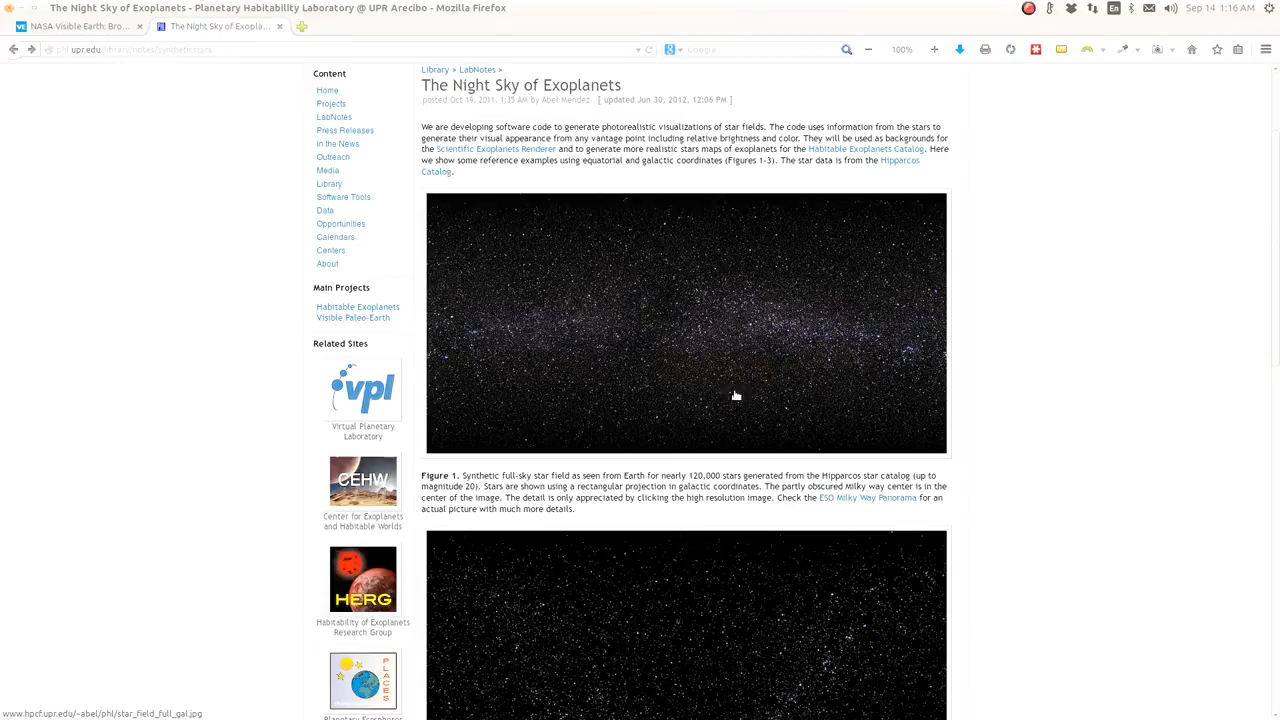 The Night Sky of Exoplanets - Planetary Habitability Laboratory @ UPR Arecibo - Mozilla Firefox
En
Sep 14 1:16 AM
VE NASA Visible Earth: Bro...
The Night Sky of Exopla...
phl.upr.edu/library/notes/syntheticstars
Google
100%
Content
Home
Projects
LabNotes
Press Releases
In the News
Outreach
Media
Library
Software Tools
Data
Opportunities
Calendars
Centers
About
Main Projects
Habitable Exoplanets
Visible Paleo-Earth
Related Sites
vpl
Virtual Planetary
Laboratory
CEHW
Center for Exoplanets
and Habitable Worlds
HERG
Habitability of Exoplanets
Research Group
PLACES
Library > LabNotes >
The Night Sky of Exoplanets
posted Oct 19, 2011, 1:35 AM by Abel Mendez [ updated Jun 30, 2012, 12:06 PM ]
We are developing software code to generate photorealistic visualizations of star fields. The code uses information from the stars to
generate their visual appearance from any vantage point including relative brightness and color. They will be used as backgrounds for
the Scientific Exoplanets Renderer and to generate more realistic stars maps of exoplanets for the Habitable Exoplanets Catalog. Here
we show some reference examples using equatorial and galactic coordinates (Figures 1-3). The star data is from the Hipparcos
Catalog.
Figure 1. Synthetic full-sky star field as seen from Earth for nearly 120,000 stars generated from the Hipparcos star catalog (up to
magnitude 20). Stars are shown using a rectangular projection in galactic coordinates. The partly obscured Milky way center is in the
center of the image. The detail is only appreciated by clicking the high resolution image. Check the ESO Milky Way Panorama for an
actual picture with much more details.
www.hpcf.upr.edu/~abel/phl/star_field_full_gal.jpg